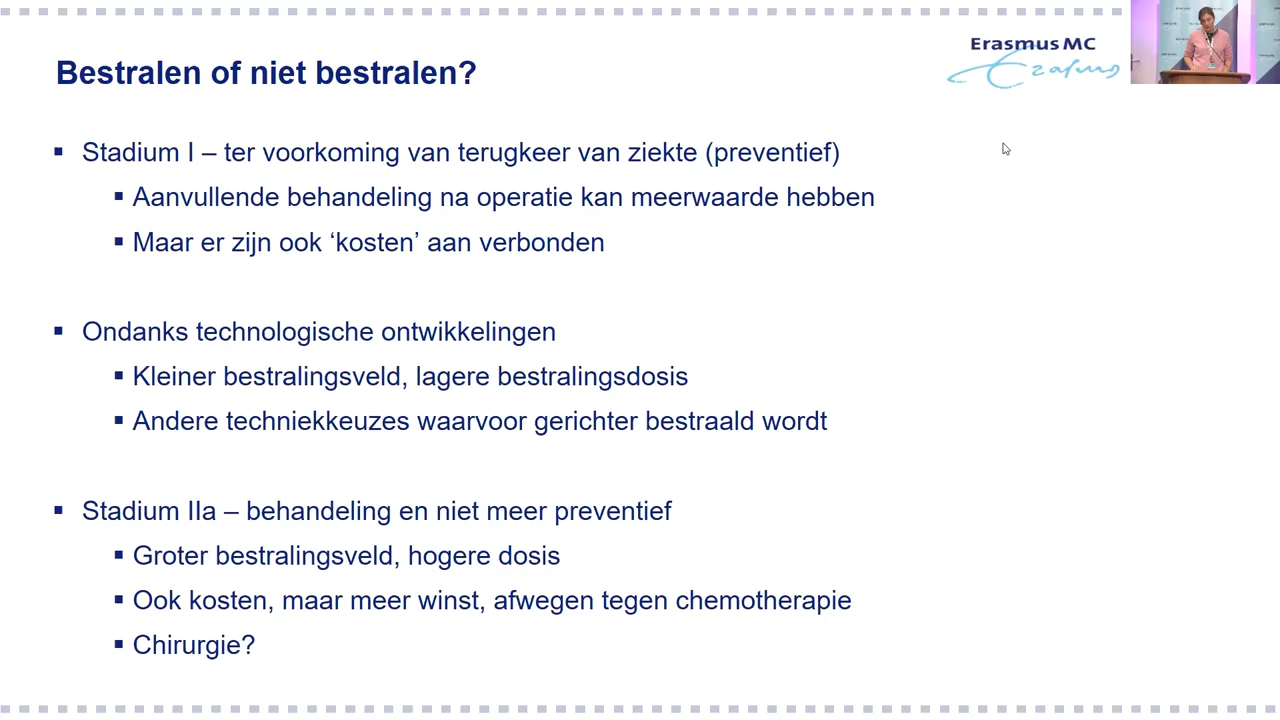 Bestralen of niet bestralen?
Erasmus MC
Erasmus
Stadium I – ter voorkoming van terugkeer van ziekte (preventief)
Aanvullende behandeling na operatie kan meerwaarde hebben
Maar er zijn ook ‘kosten’ aan verbonden
Ondanks technologische ontwikkelingen
Kleiner bestralingsveld, lagere bestralingsdosis
Andere techniekkeuzes waarvoor gerichter bestraald wordt
Stadium IIa – behandeling en niet meer preventief
Groter bestralingsveld, hogere dosis
Ook kosten, maar meer winst, afwegen tegen chemotherapie
Chirurgie?